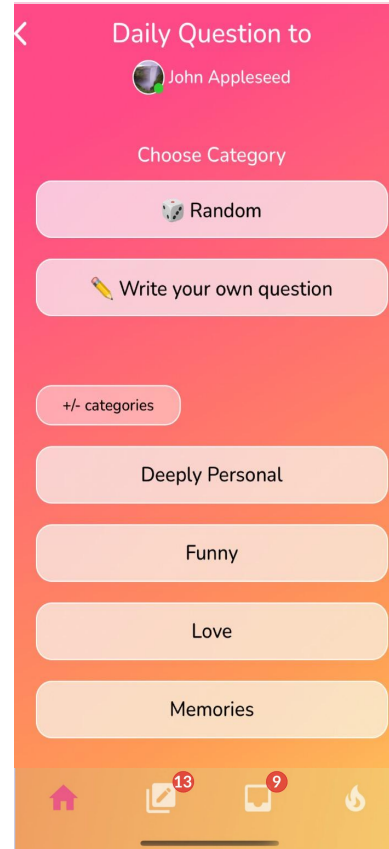 Daily Question to
John Appleseed
Choose Category
🎲 Random
✏️ Write your own question
+/- categories
Deeply Personal
Funny
Love
Memories
13
9